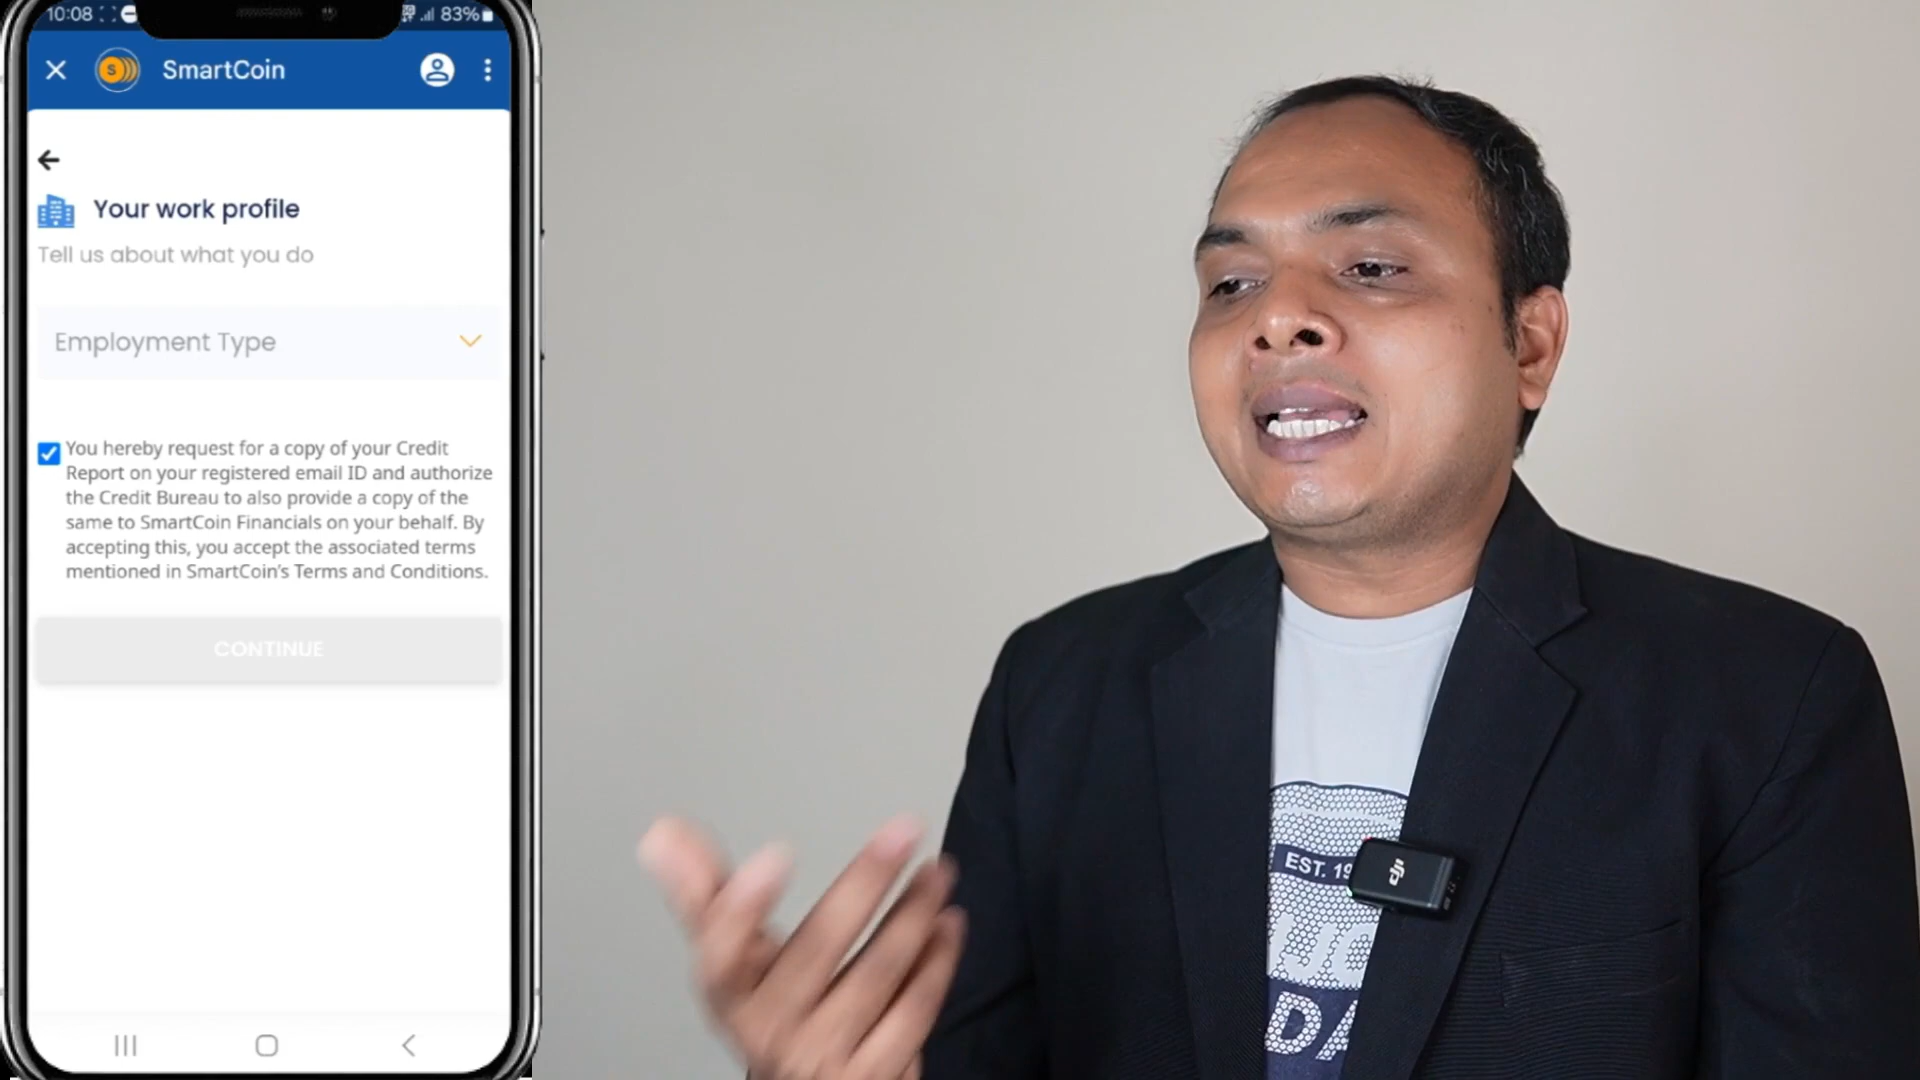 10:08
83%
SmartCoin
Your work profile
Tell us about what you do
Employment Type
You hereby request for a copy of your Credit
Report on your registered email ID and authorize
the Credit Bureau to also provide a copy of the
same to SmartCoin Financials on your behalf. By
accepting this, you accept the associated terms
mentioned in SmartCoin's Terms and Conditions.
CONTINUE
EST. 19
DA